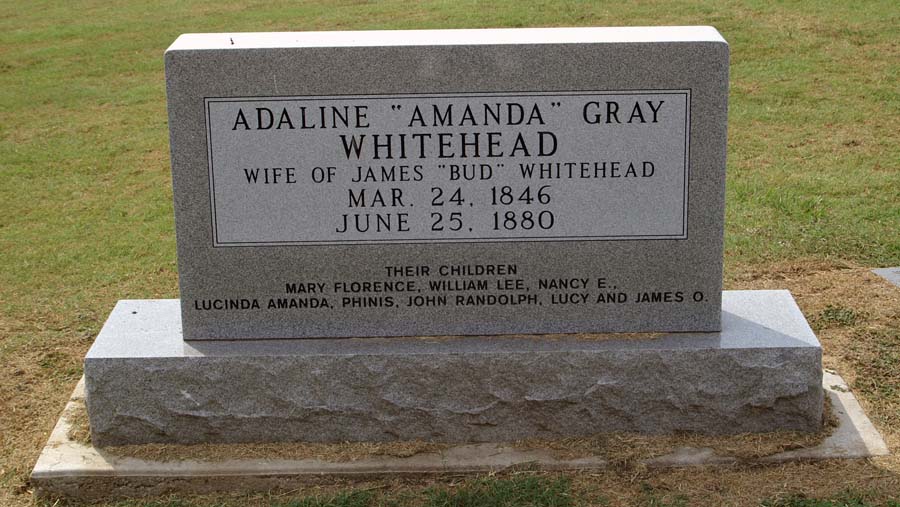 ADALINE "AMANDA" GRAY
WHITEHEAD
WIFE OF JAMES "BUD" WHITEHEAD
MAR. 24, 1846
JUNE 25, 1880
THEIR CHILDREN
MARY FLORENCE, WILLIAM LEE, NANCY E.,
LUCINDA AMANDA, PHINIS, JOHN RANDOLPH, LUCY AND JAMES O.